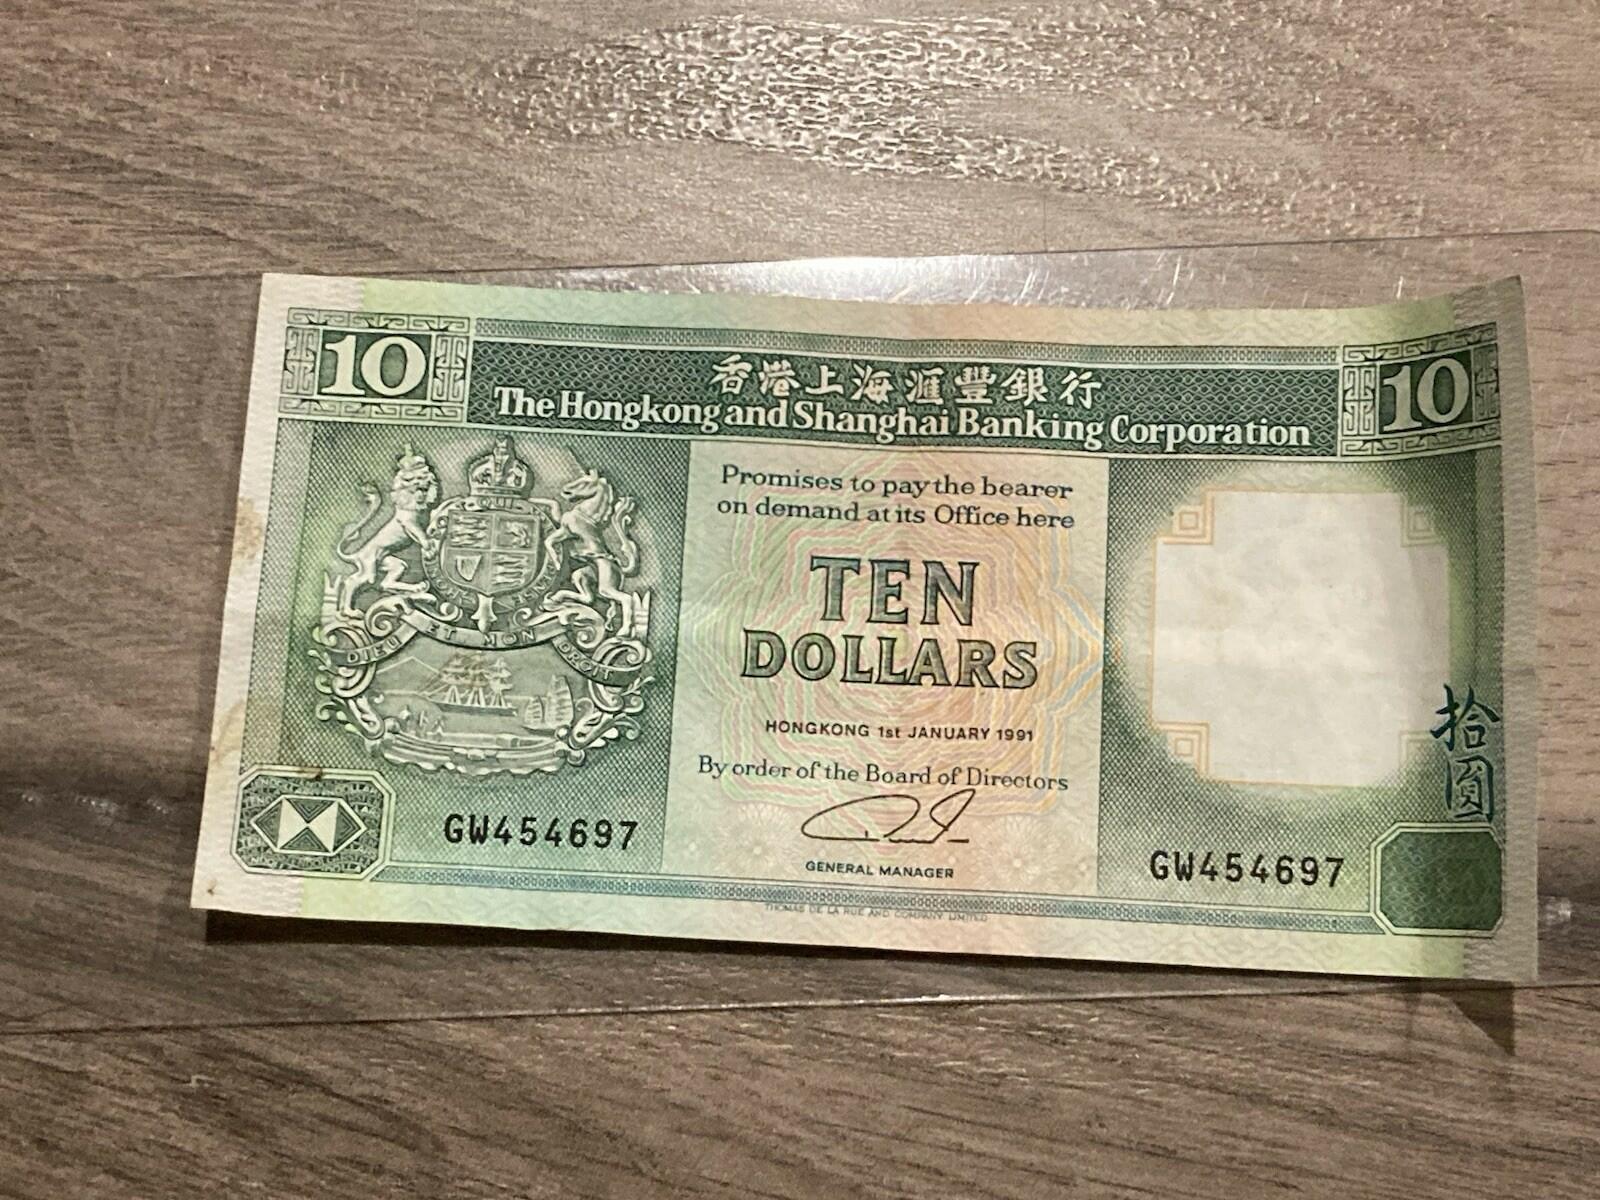 10
10
香港上海滙豐銀行
The Hongkong and Shanghai Banking Corporation
Promises to pay the bearer
on demand at its Office here
TEN
DOLLARS
HONGKONG 1st JANUARY 1991
By order of the Board of Directors
GENERAL MANAGER
DIEU ET MON DROIT
拾圓
GW454697
GW454697
THOMAS DE LA RUE AND COMPANY LIMITED